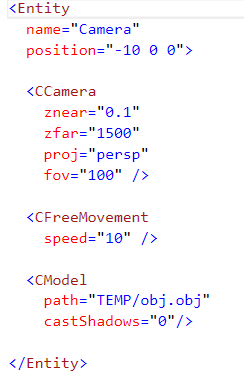 <Entity
name="Camera"
position="-10 0 0">
<CCamera
znear="0.1"
zfar="1500"
proj="persp"
fov="100" />
<CFreeMovement
speed="10" />
<CModel
path="TEMP/obj.obj"
castShadows="0"/>
</Entity>